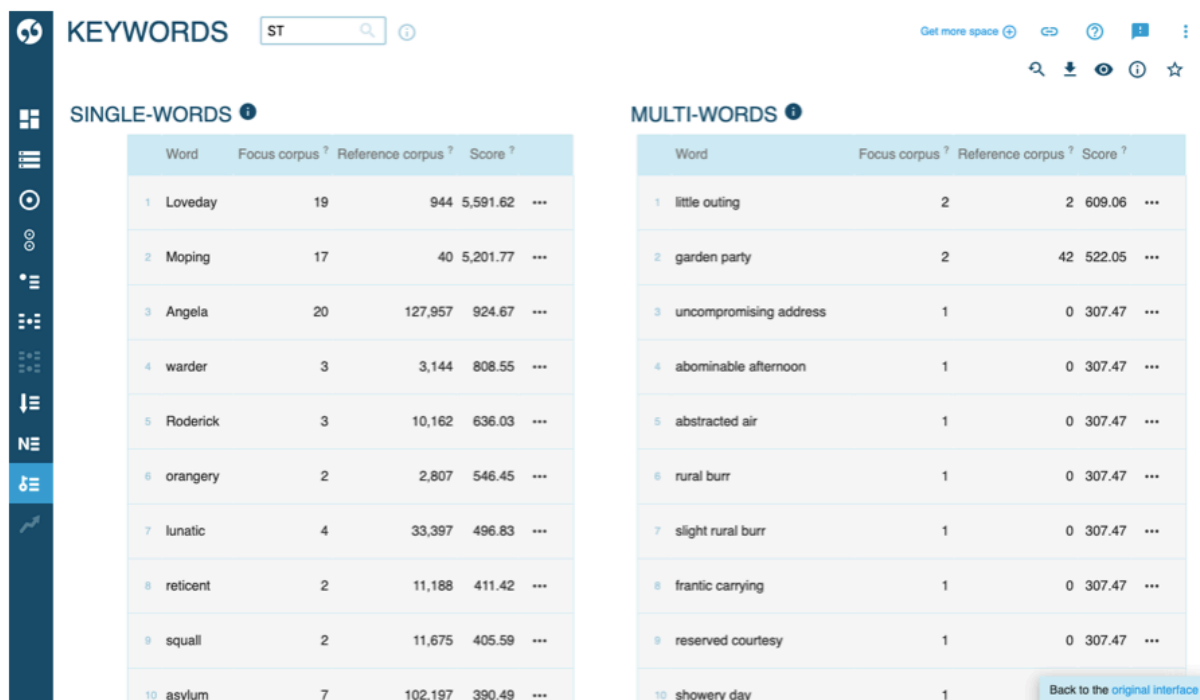 KEYWORDS
ST
Get more space
SINGLE-WORDS
Word Focus corpus ? Reference corpus ? Score ?
1 Loveday 19 944 5,591.62
2 Moping 17 40 5,201.77
3 Angela 20 127,957 924.67
4 warder 3 3,144 808.55
5 Roderick 3 10,162 636.03
6 orangery 2 2,807 546.45
7 lunatic 4 33,397 496.83
8 reticent 2 11,188 411.42
9 squall 2 11,675 405.59
10 asylum 7 102,197 390.49
MULTI-WORDS
Word Focus corpus ? Reference corpus ? Score ?
1 little outing 2 2 609.06
2 garden party 2 42 522.05
3 uncompromising address 1 0 307.47
4 abominable afternoon 1 0 307.47
5 abstracted air 1 0 307.47
6 rural burr 1 0 307.47
7 slight rural burr 1 0 307.47
8 frantic carrying 1 0 307.47
9 reserved courtesy 1 0 307.47
10 showery day 1
Back to the original interface
NΞ